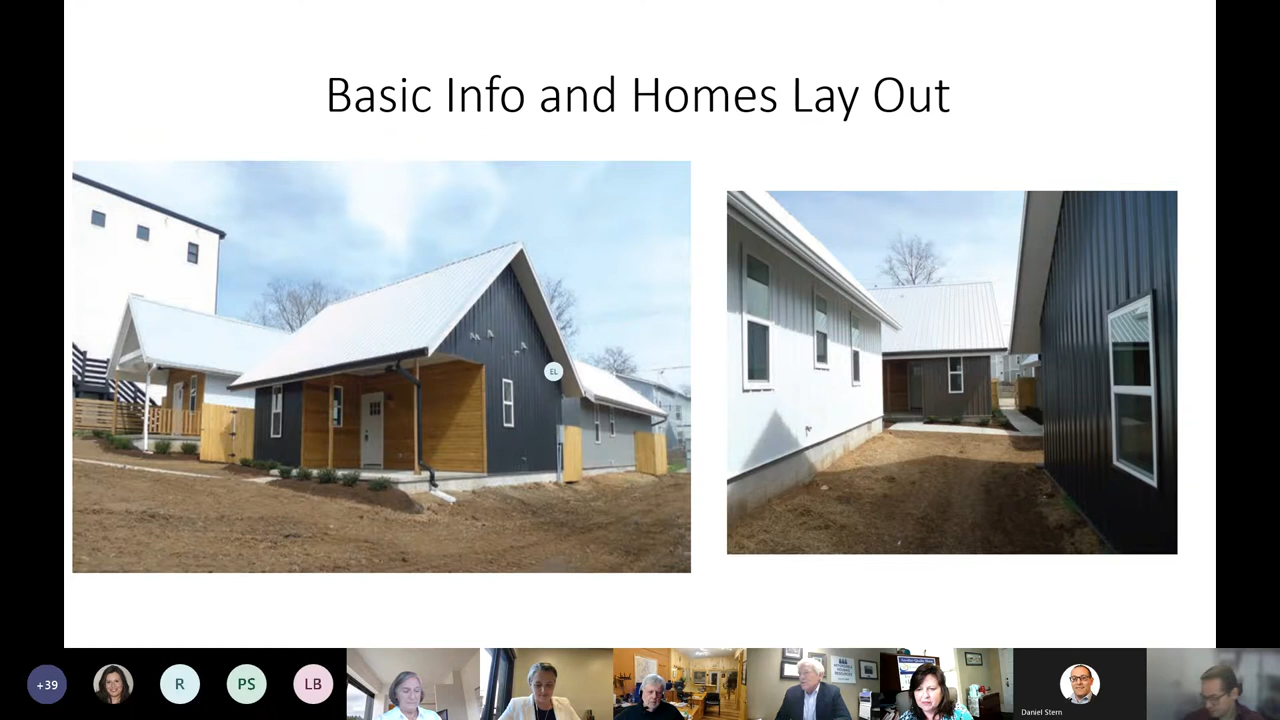 Basic Info and Homes Lay Out
EL
+39
R
PS
LB
Daniel Stern